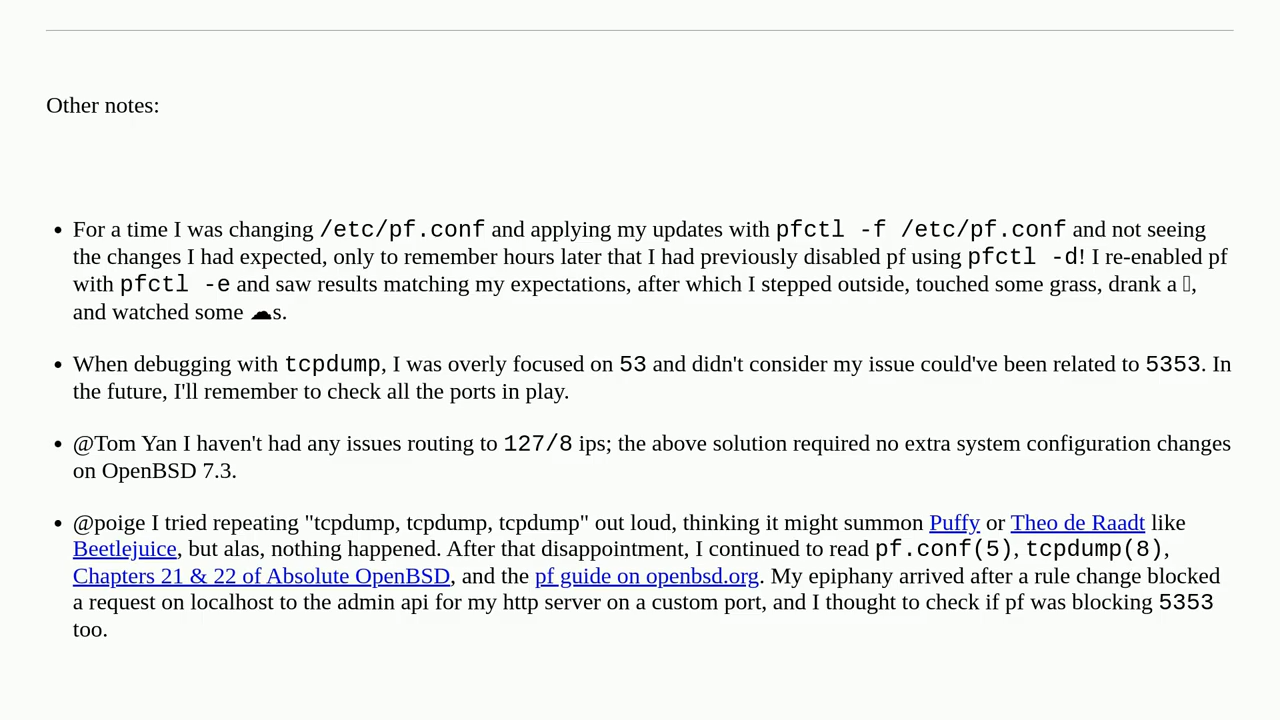 Other notes:
For a time I was changing /etc/pf.conf and applying my updates with pfctl -f /etc/pf.conf and not seeing
the changes I had expected, only to remember hours later that I had previously disabled pf using pfctl -d! I re-enabled pf
with pfctl -e and saw results matching my expectations, after which I stepped outside, touched some grass, drank a ,
and watched some ☁s.
When debugging with tcpdump, I was overly focused on 53 and didn't consider my issue could've been related to 5353. In
the future, I'll remember to check all the ports in play.
@Tom Yan I haven't had any issues routing to 127/8 ips; the above solution required no extra system configuration changes
on OpenBSD 7.3.
@poige I tried repeating "tcpdump, tcpdump, tcpdump" out loud, thinking it might summon Puffy or Theo de Raadt like
Beetlejuice, but alas, nothing happened. After that disappointment, I continued to read pf.conf(5), tcpdump(8),
Chapters 21 & 22 of Absolute OpenBSD, and the pf guide on openbsd.org. My epiphany arrived after a rule change blocked
a request on localhost to the admin api for my http server on a custom port, and I thought to check if pf was blocking 5353
too.